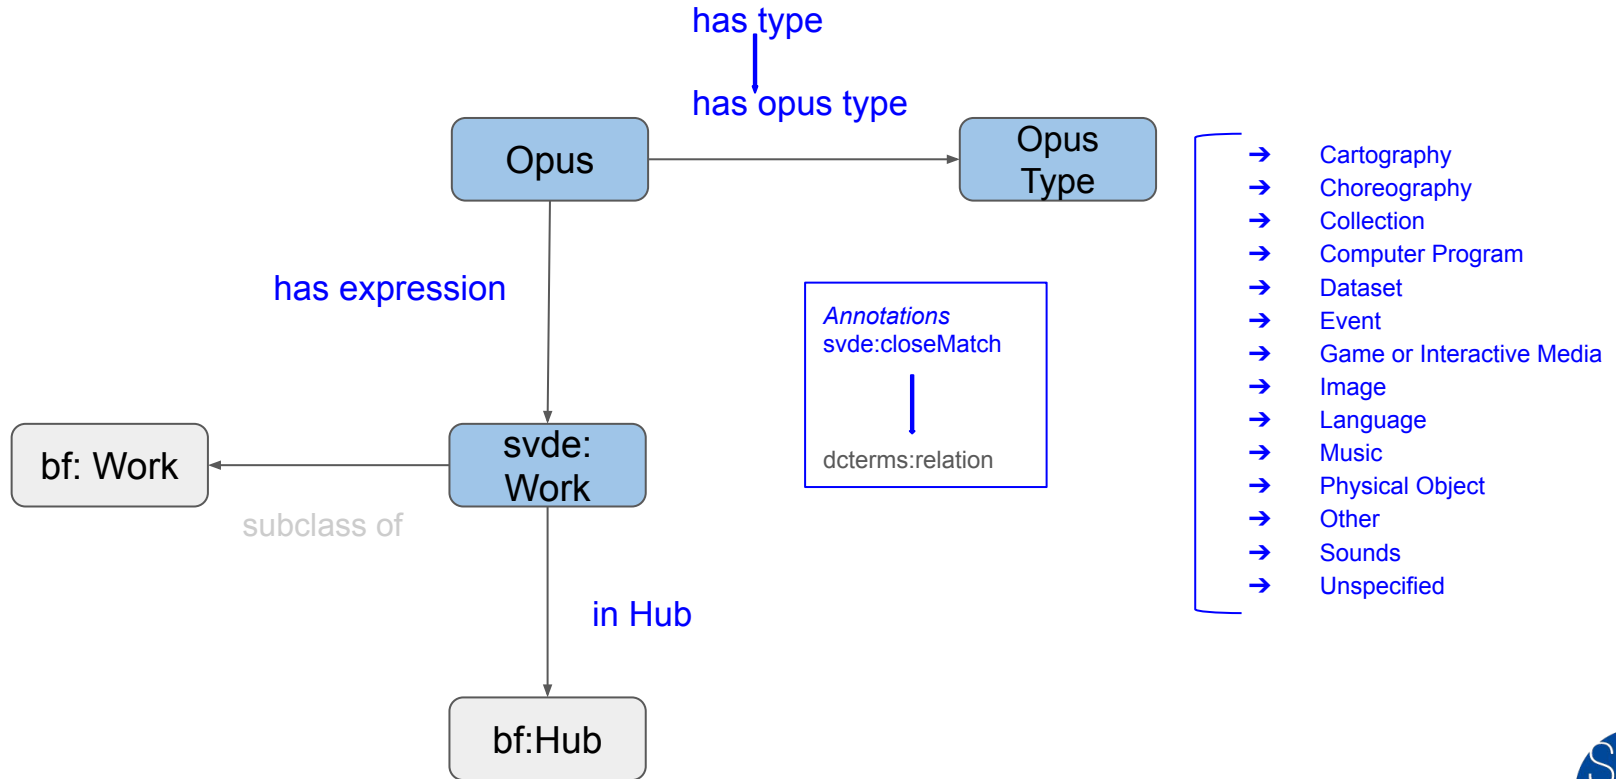 has type
has opus type
Opus
Opus
Type
has expression
Annotations
svde:closeMatch
dcterms:relation
bf: Work
svde:
Work
subclass of
in Hub
bf:Hub
➔ Cartography
➔ Choreography
➔ Collection
➔ Computer Program
➔ Dataset
➔ Event
➔ Game or Interactive Media
➔ Image
➔ Language
➔ Music
➔ Physical Object
➔ Other
➔ Sounds
➔ Unspecified
S